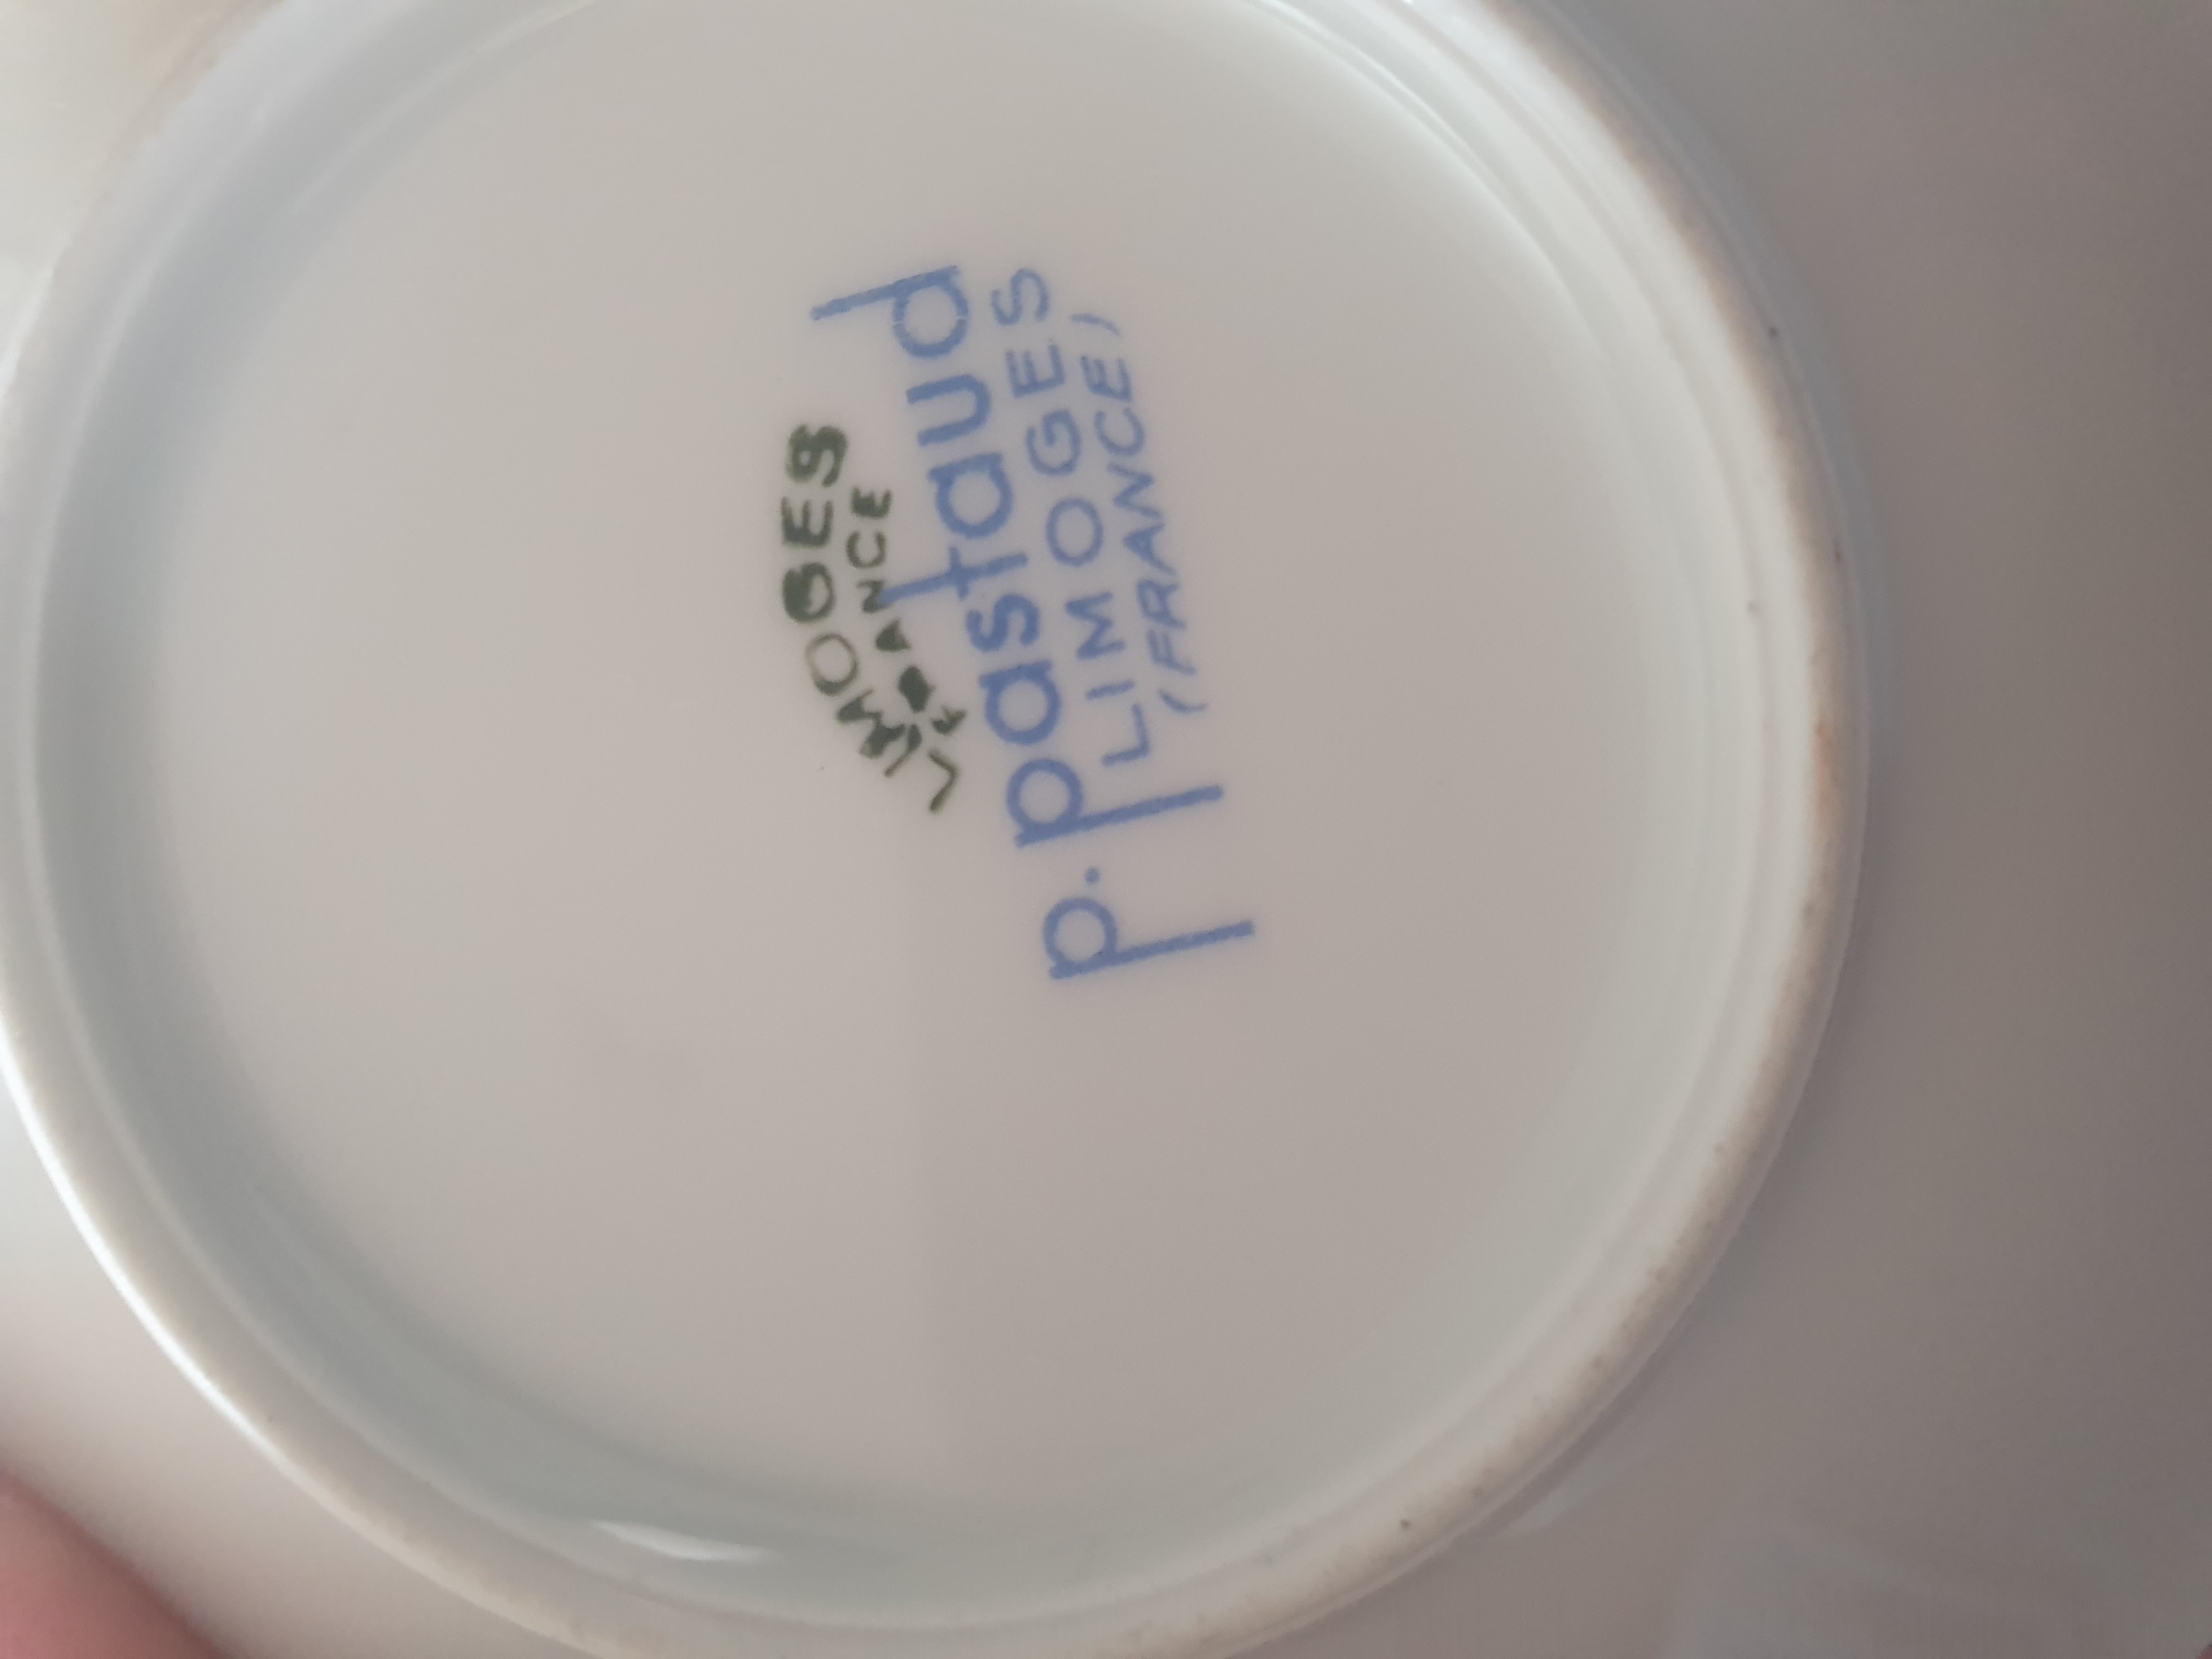 LIMOGES
FRANCE
p. pastaud
LIMOGES
(FRANCE)